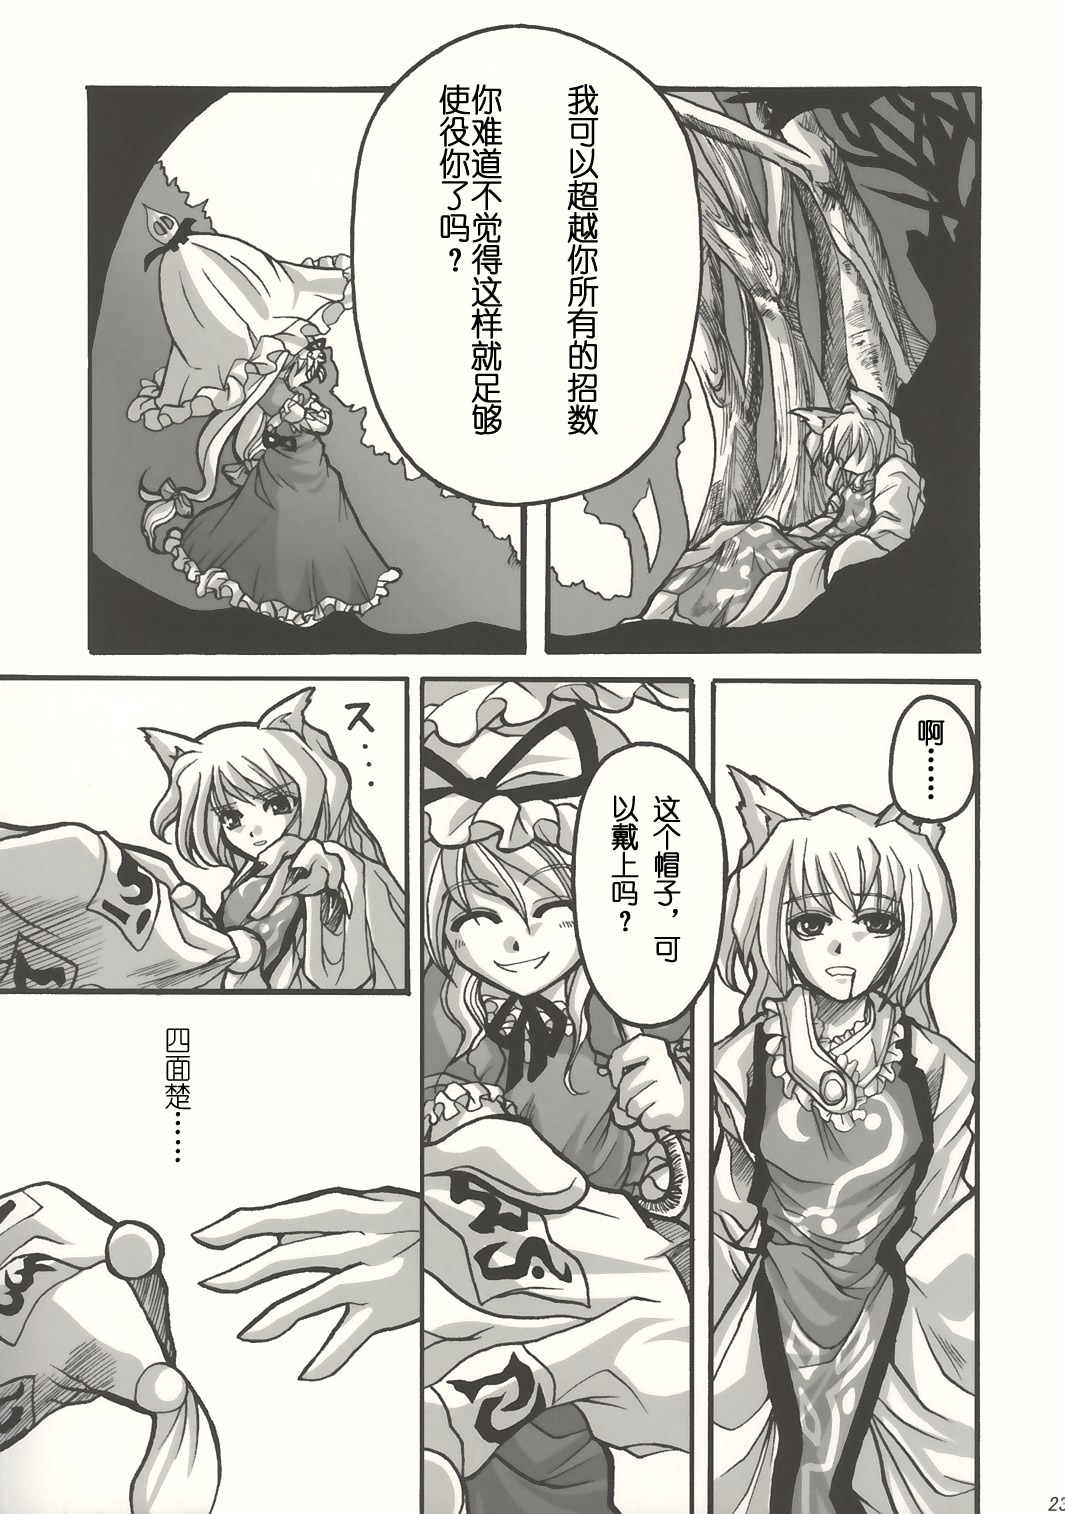 我可以超越你所有的招数
你难道不觉得这样就足够
使役你了吗？
啊……
这个帽子，可
以戴上吗？
ス…
四面楚……
23